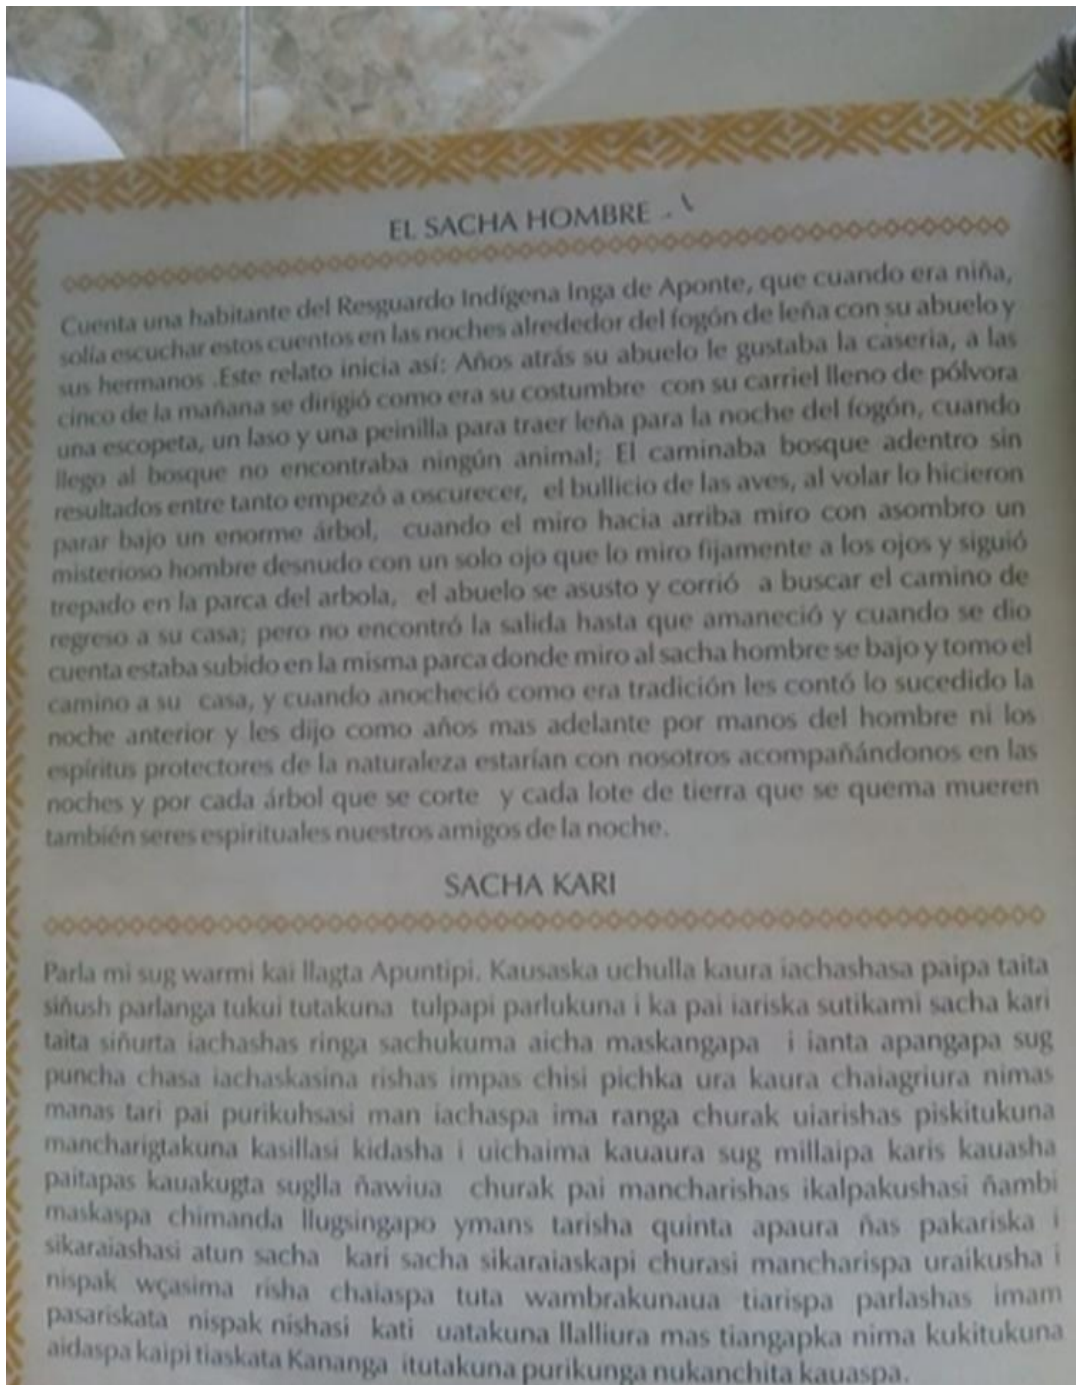 EL SACHA HOMBRE
Cuenta una habitante del Resguardo Indígena Inga de Aponte, que cuando era niña,
solía escuchar estos cuentos en las noches alrededor del fogón de leña con su abuelo y
sus hermanos .Este relato inicia así: Años atrás su abuelo le gustaba la caseria, a las
cinco de la mañana se dirigió como era su costumbre con su carriel lleno de pólvora
una escopeta, un laso y una peinilla para traer leña para la noche del fogón, cuando
llego al bosque no encontraba ningún animal; El caminaba bosque adentro sin
resultados entre tanto empezó a oscurecer, el bullicio de las aves, al volar lo hicieron
parar bajo un enorme árbol, cuando el miro hacia arriba miro con asombro un
misterioso hombre desnudo con un solo ojo que lo miro fijamente a los ojos y siguió
trepado en la parca del arbola, el abuelo se asusto y corrió a buscar el camino de
regreso a su casa; pero no encontró la salida hasta que amaneció y cuando se dio
cuenta estaba subido en la misma parca donde miro al sacha hombre se bajo y tomo el
camino a su casa, y cuando anocheció como era tradición les contó lo sucedido la
noche anterior y les dijo como años mas adelante por manos del hombre ni los
espíritus protectores de la naturaleza estarían con nosotros acompañándonos en las
noches y por cada árbol que se corte y cada lote de tierra que se quema mueren
también seres espirituales nuestros amigos de la noche.
SACHA KARI
Parla mi sug warmi kai llagta Apuntipi. Kausaska uchulla kaura iachashasa paipa taita
siñush parlanga tukui tutakuna tulpapi parlukuna i ka pai iariska sutikami sacha kari
taita siñurta iachashas ringa sachukuma aicha maskangapa i ianta apangapa sug
puncha chasa iachaskasina rishas impas chisi pichka ura kaura chaiagriura nimas
manas tari pai purikuhsasi man iachaspa ima ranga churak uiarishas piskitukuna
mancharigtakuna kasillasi kidasha i uichaima kauaura sug millaipa karis kauasha
paitapas kauakugta suglla ñawiua churak pai mancharishas ikalpakushasi ñambi
maskaspa chimanda llugsingapo ymans tarisha quinta apaura ñas pakariska i
sikaraiashasi atun sacha kari sacha sikaraiaskapi churasi mancharispa uraikusha i
nispak wçasima risha chaiaspa tuta wambrakunaua tiarispa parlashas imam
pasariskata nispak nishasi kati uatakuna llalliura mas tiangapka nima kukitukuna
aidaspa kaipi tiaskata Kananga itutakuna purikunga nukanchita kauaspa.